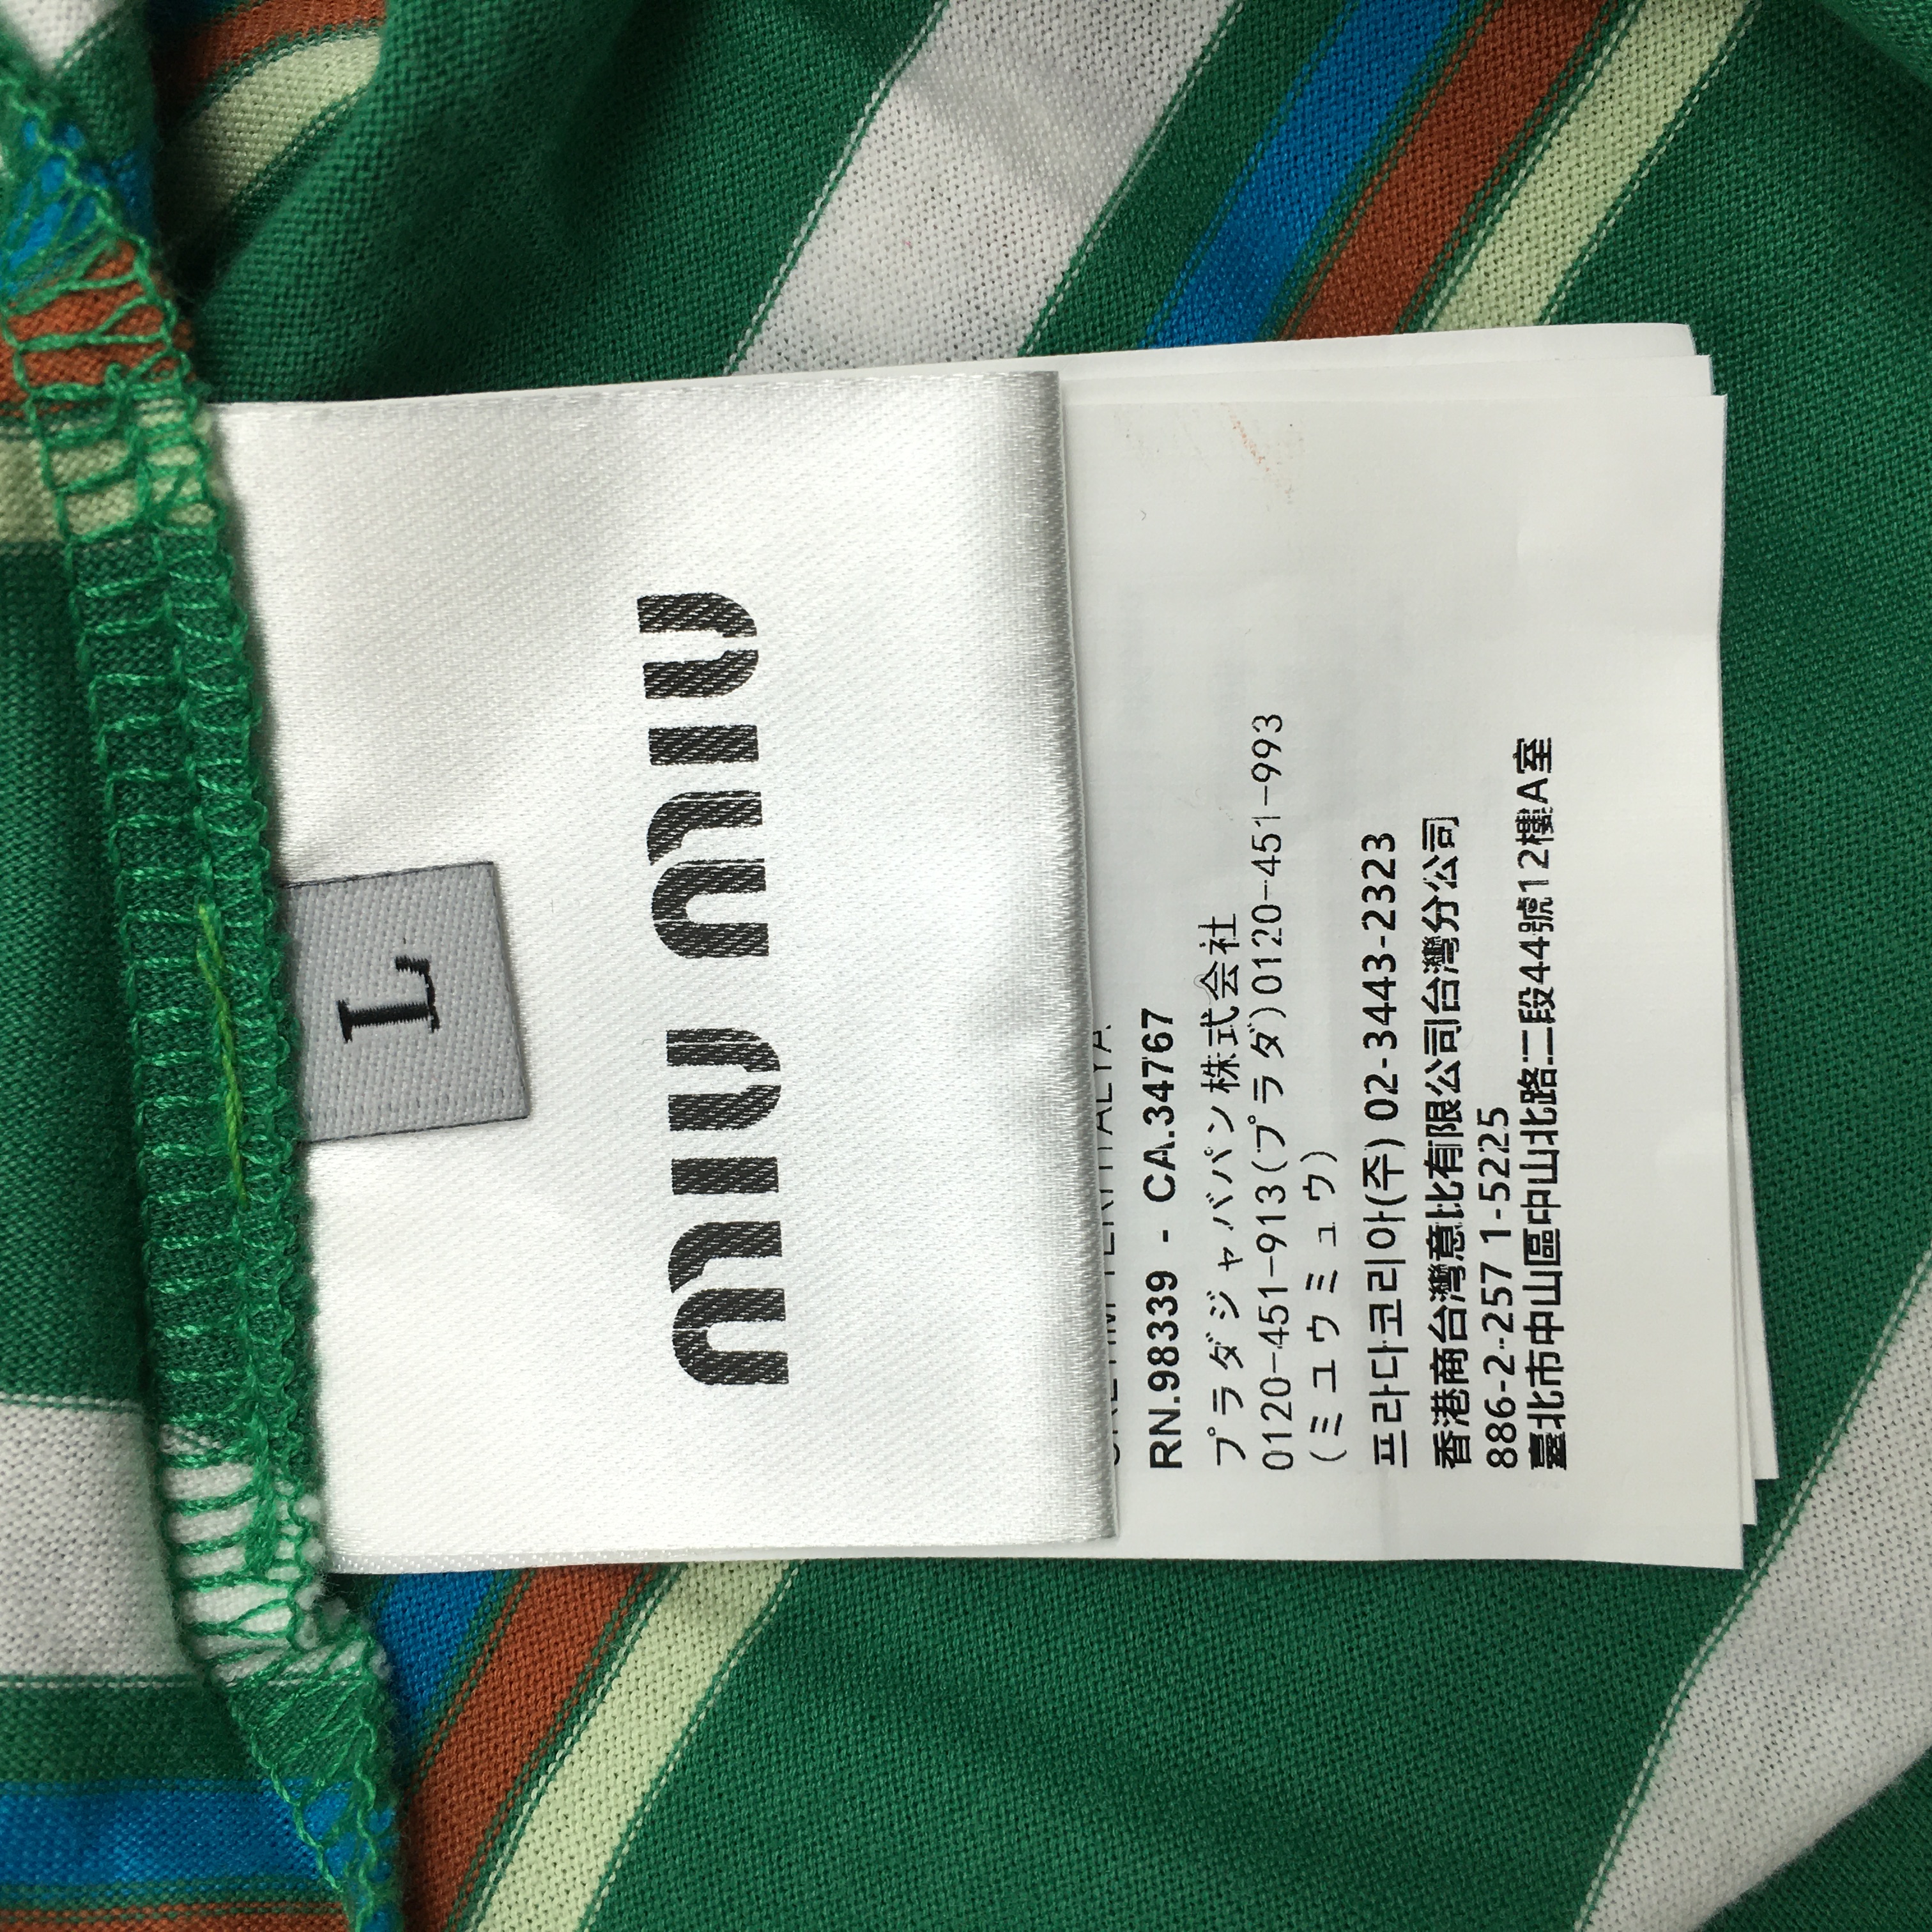 miu miu
L
RN.98339 - CA.34767
プラダジャパン株式会社
0120-451-913(プラダ)0120-451-993
(ミュウミュウ)
프라다코리아(주) 02-3443-2323
香港商台灣意比有限公司台灣分公司
886-2-257 1-5225
臺北市中山區中山北路二段44號12樓A室